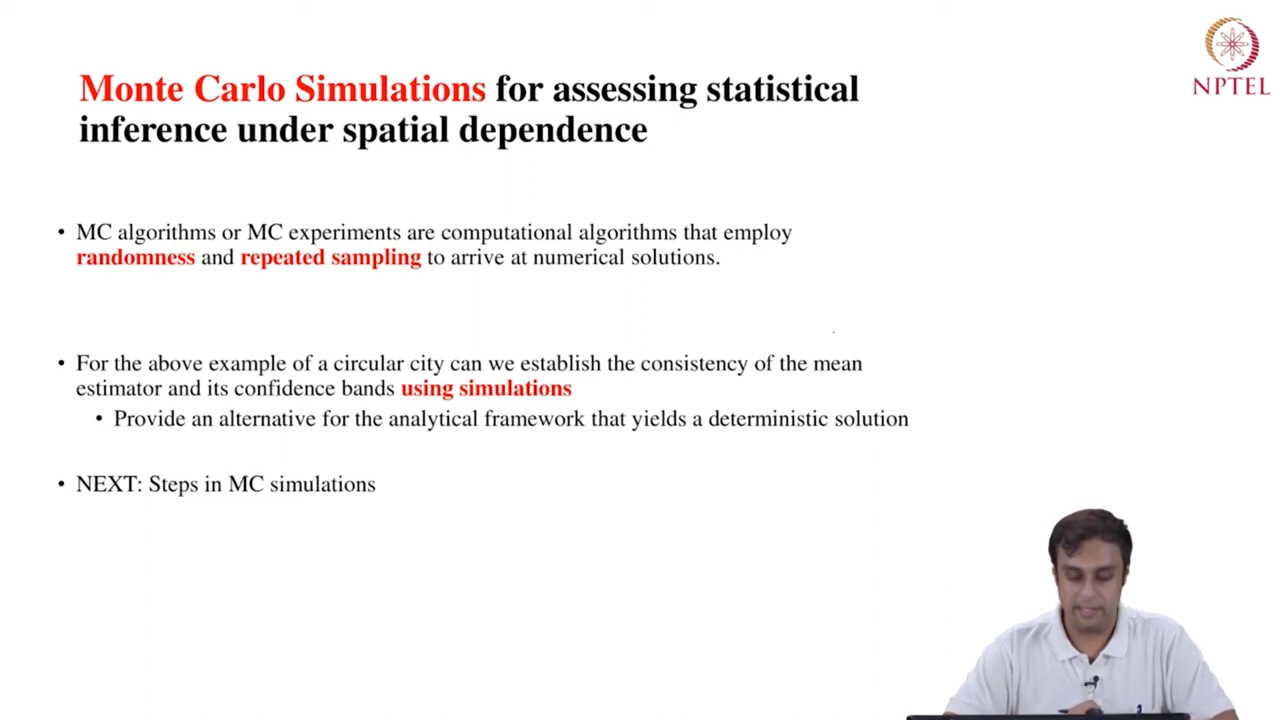 Monte Carlo Simulations for assessing statistical
inference under spatial dependence
NPTEL
• MC algorithms or MC experiments are computational algorithms that employ
randomness and repeated sampling to arrive at numerical solutions.
• For the above example of a circular city can we establish the consistency of the mean
estimator and its confidence bands using simulations
• Provide an alternative for the analytical framework that yields a deterministic solution
• NEXT: Steps in MC simulations